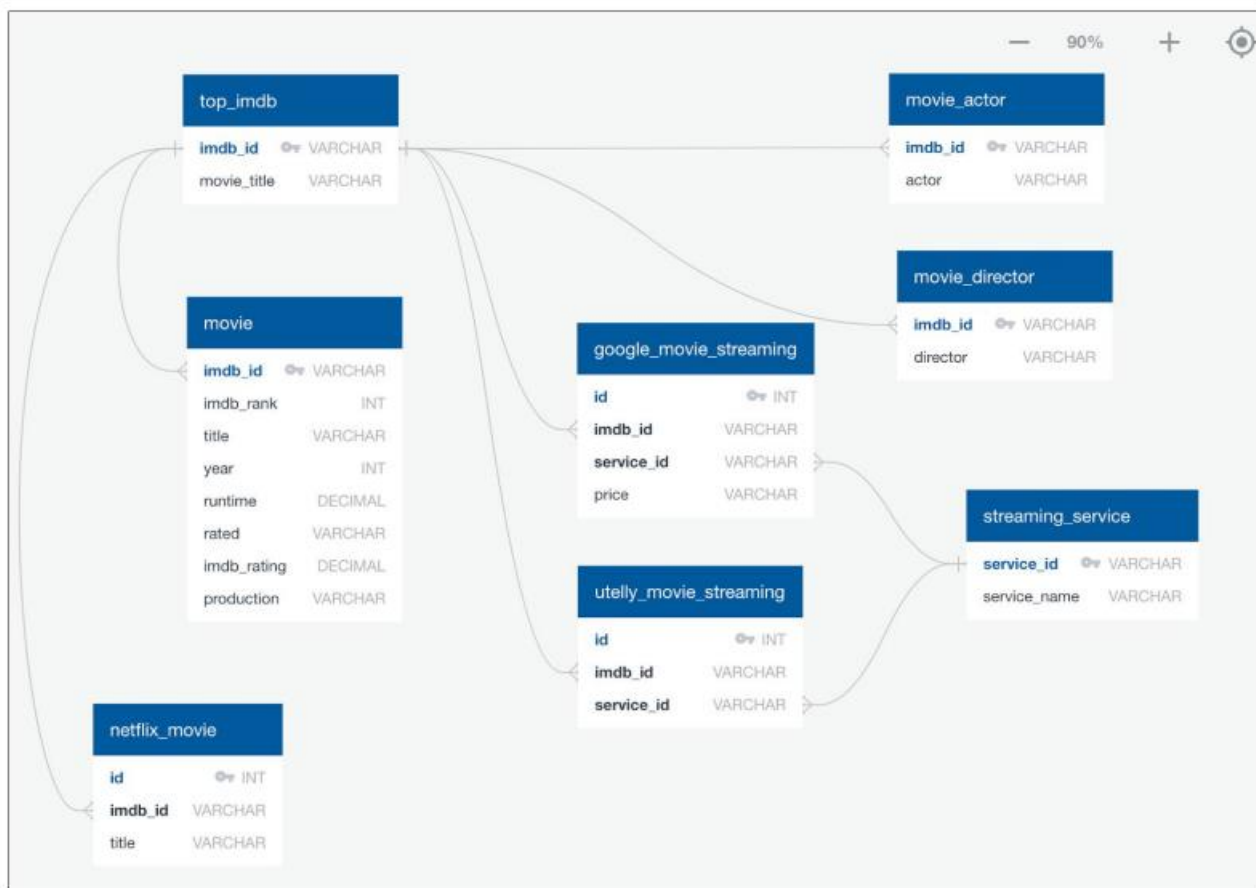 90%
top_imdb
imdb_id VARCHAR
movie_title VARCHAR
movie_actor
imdb_id VARCHAR
actor VARCHAR
movie_director
imdb_id VARCHAR
director VARCHAR
movie
imdb_id VARCHAR
imdb_rank INT
title VARCHAR
year INT
runtime DECIMAL
rated VARCHAR
imdb_rating DECIMAL
production VARCHAR
google_movie_streaming
id INT
imdb_id VARCHAR
service_id VARCHAR
price VARCHAR
streaming_service
service_id VARCHAR
service_name VARCHAR
utelly_movie_streaming
id INT
imdb_id VARCHAR
service_id VARCHAR
netflix_movie
id INT
imdb_id VARCHAR
title VARCHAR